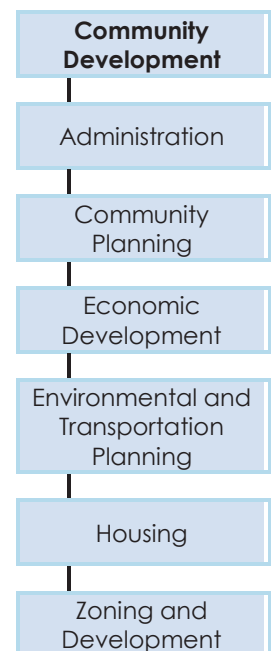 Community
Development
Administration
Community
Planning
Economic
Development
Environmental and
Transportation
Planning
Housing
Zoning and
Development